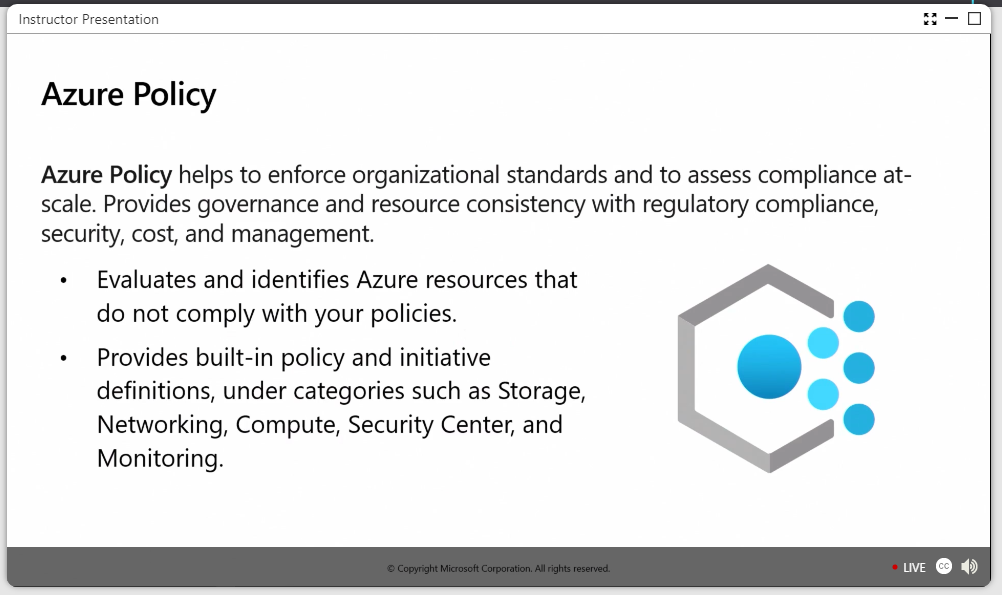 Instructor Presentation
Azure Policy
Azure Policy helps to enforce organizational standards and to assess compliance at-
scale. Provides governance and resource consistency with regulatory compliance,
security, cost, and management.
• Evaluates and identifies Azure resources that
do not comply with your policies.
• Provides built-in policy and initiative
definitions, under categories such as Storage,
Networking, Compute, Security Center, and
Monitoring.
© Copyright Microsoft Corporation. All rights reserved.
LIVE
CC